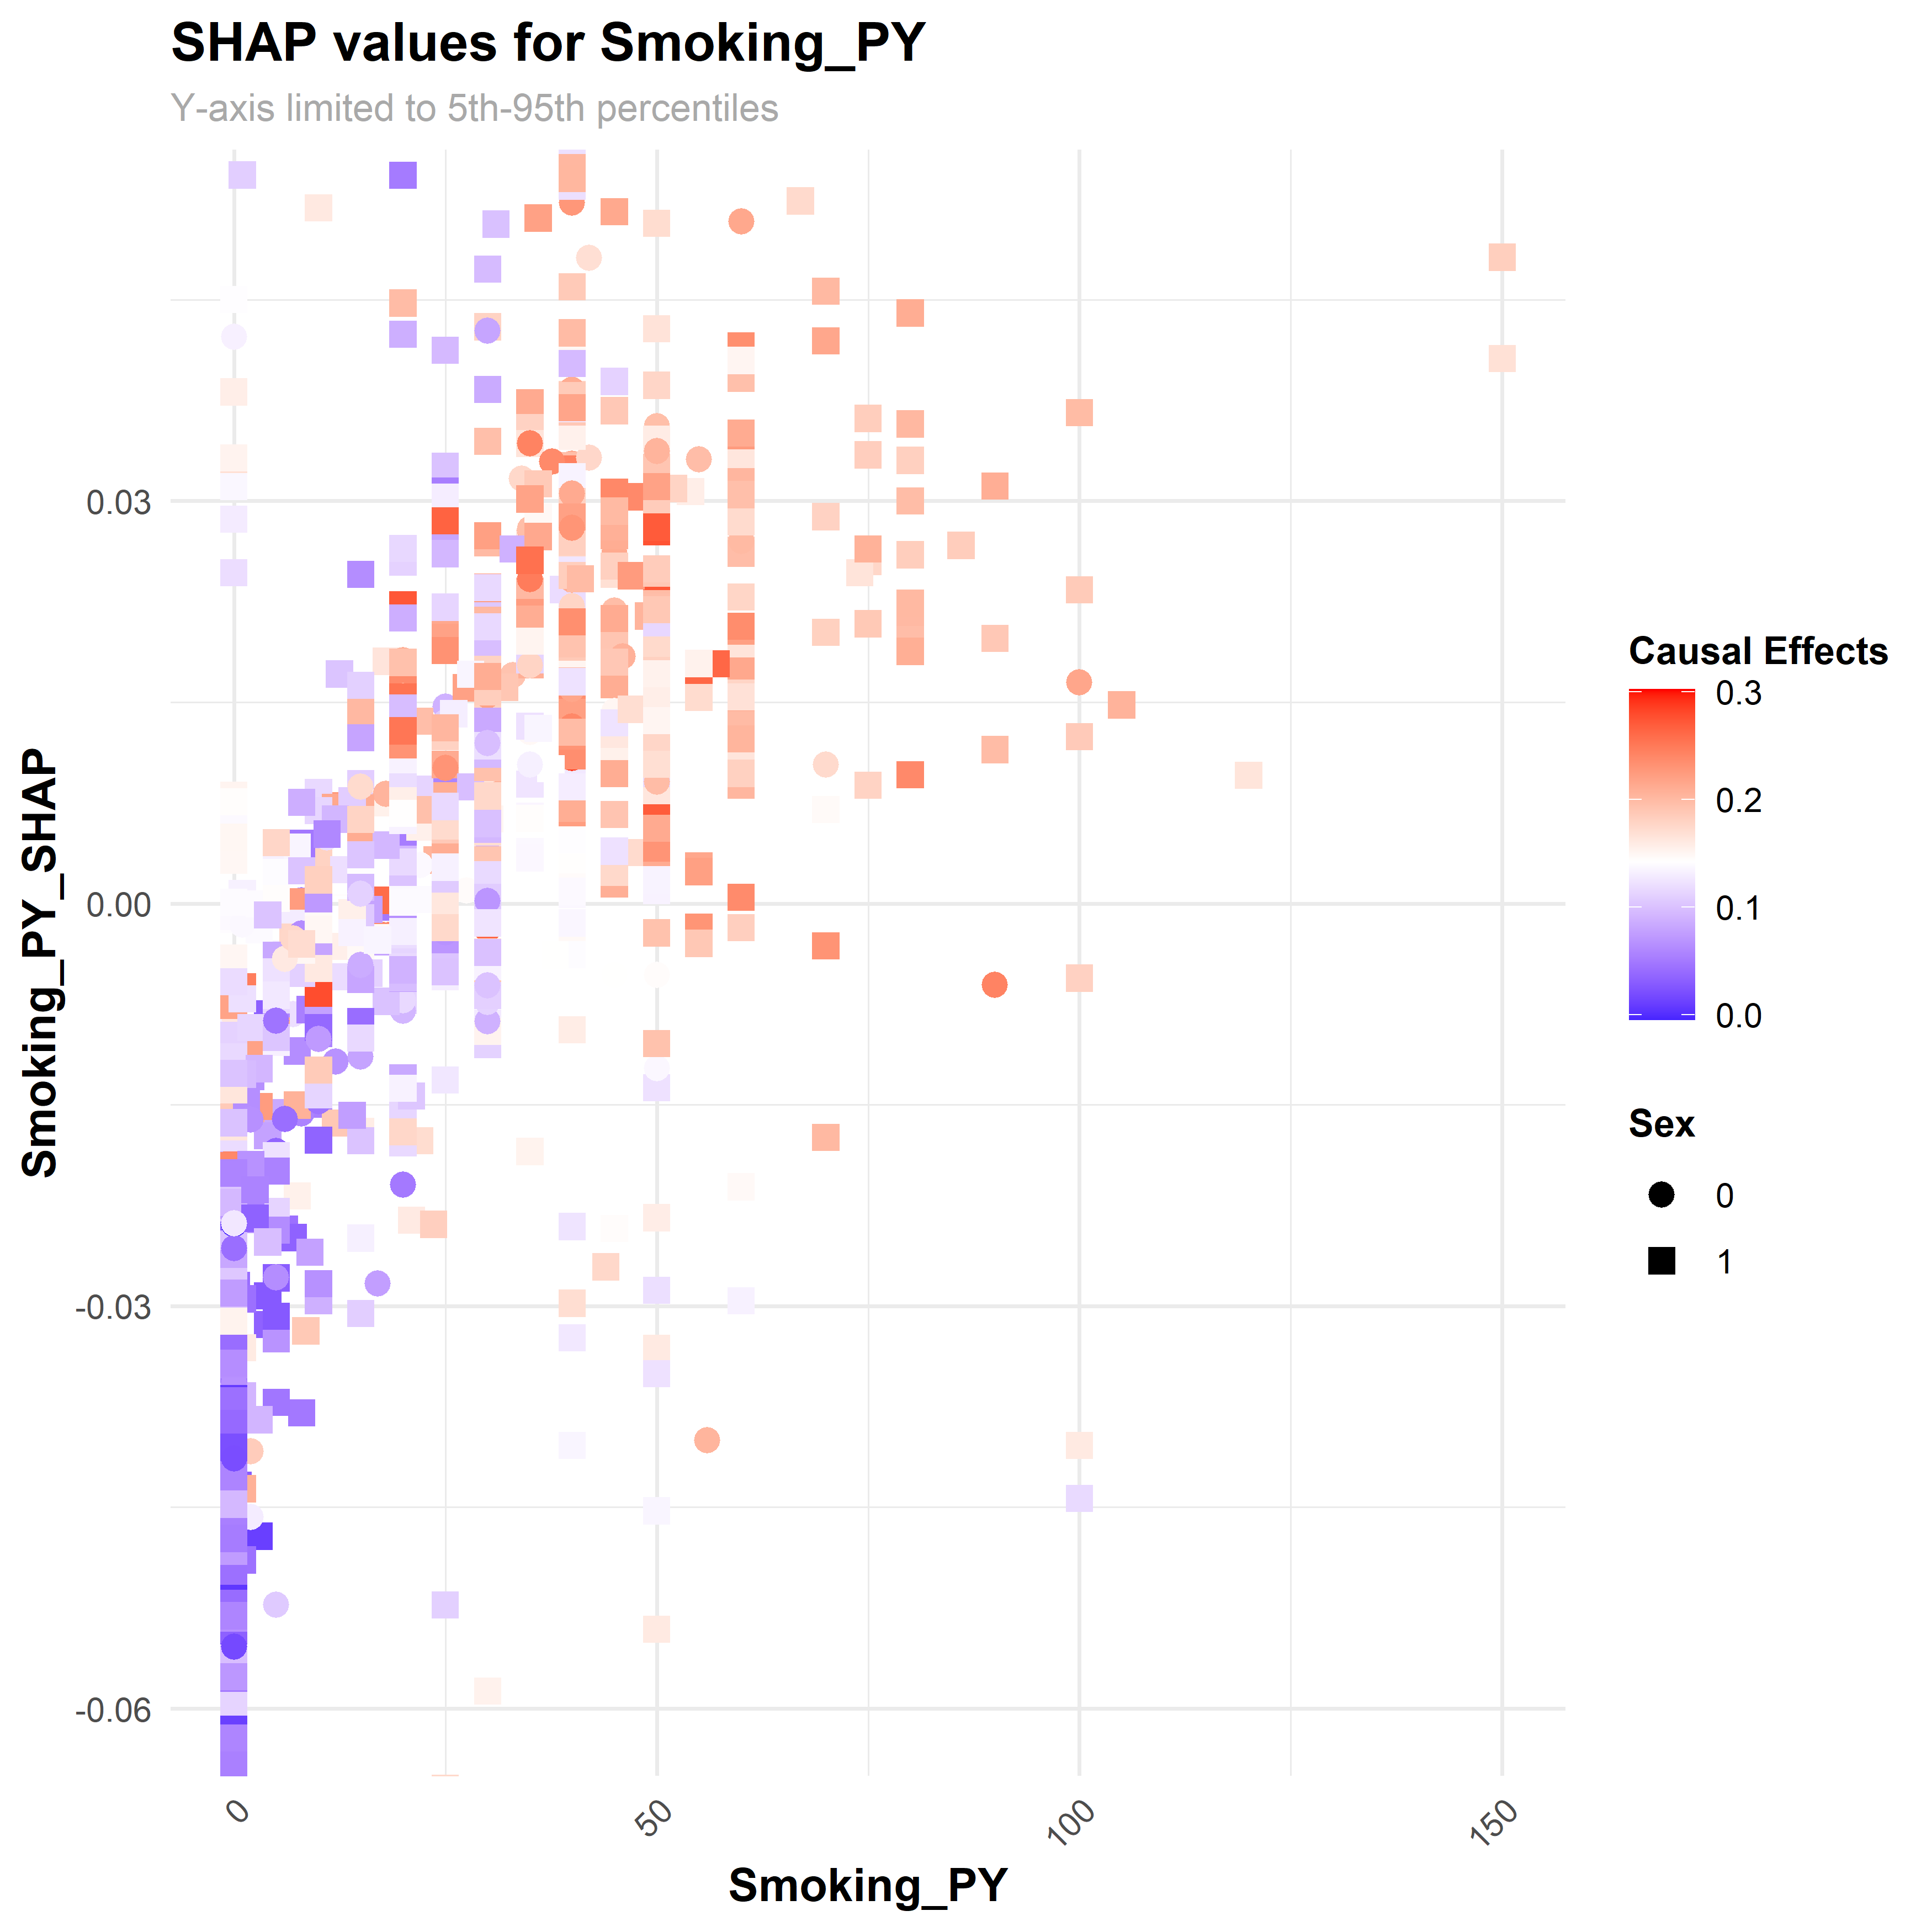 SHAP values for Smoking_PY
Y-axis limited to 5th-95th percentiles
Smoking_PY_SHAP
0.03
0.00
-0.03
-0.06
0
50
100
150
Smoking_PY
Causal Effects
0.3
0.2
0.1
0.0
Sex
0
1